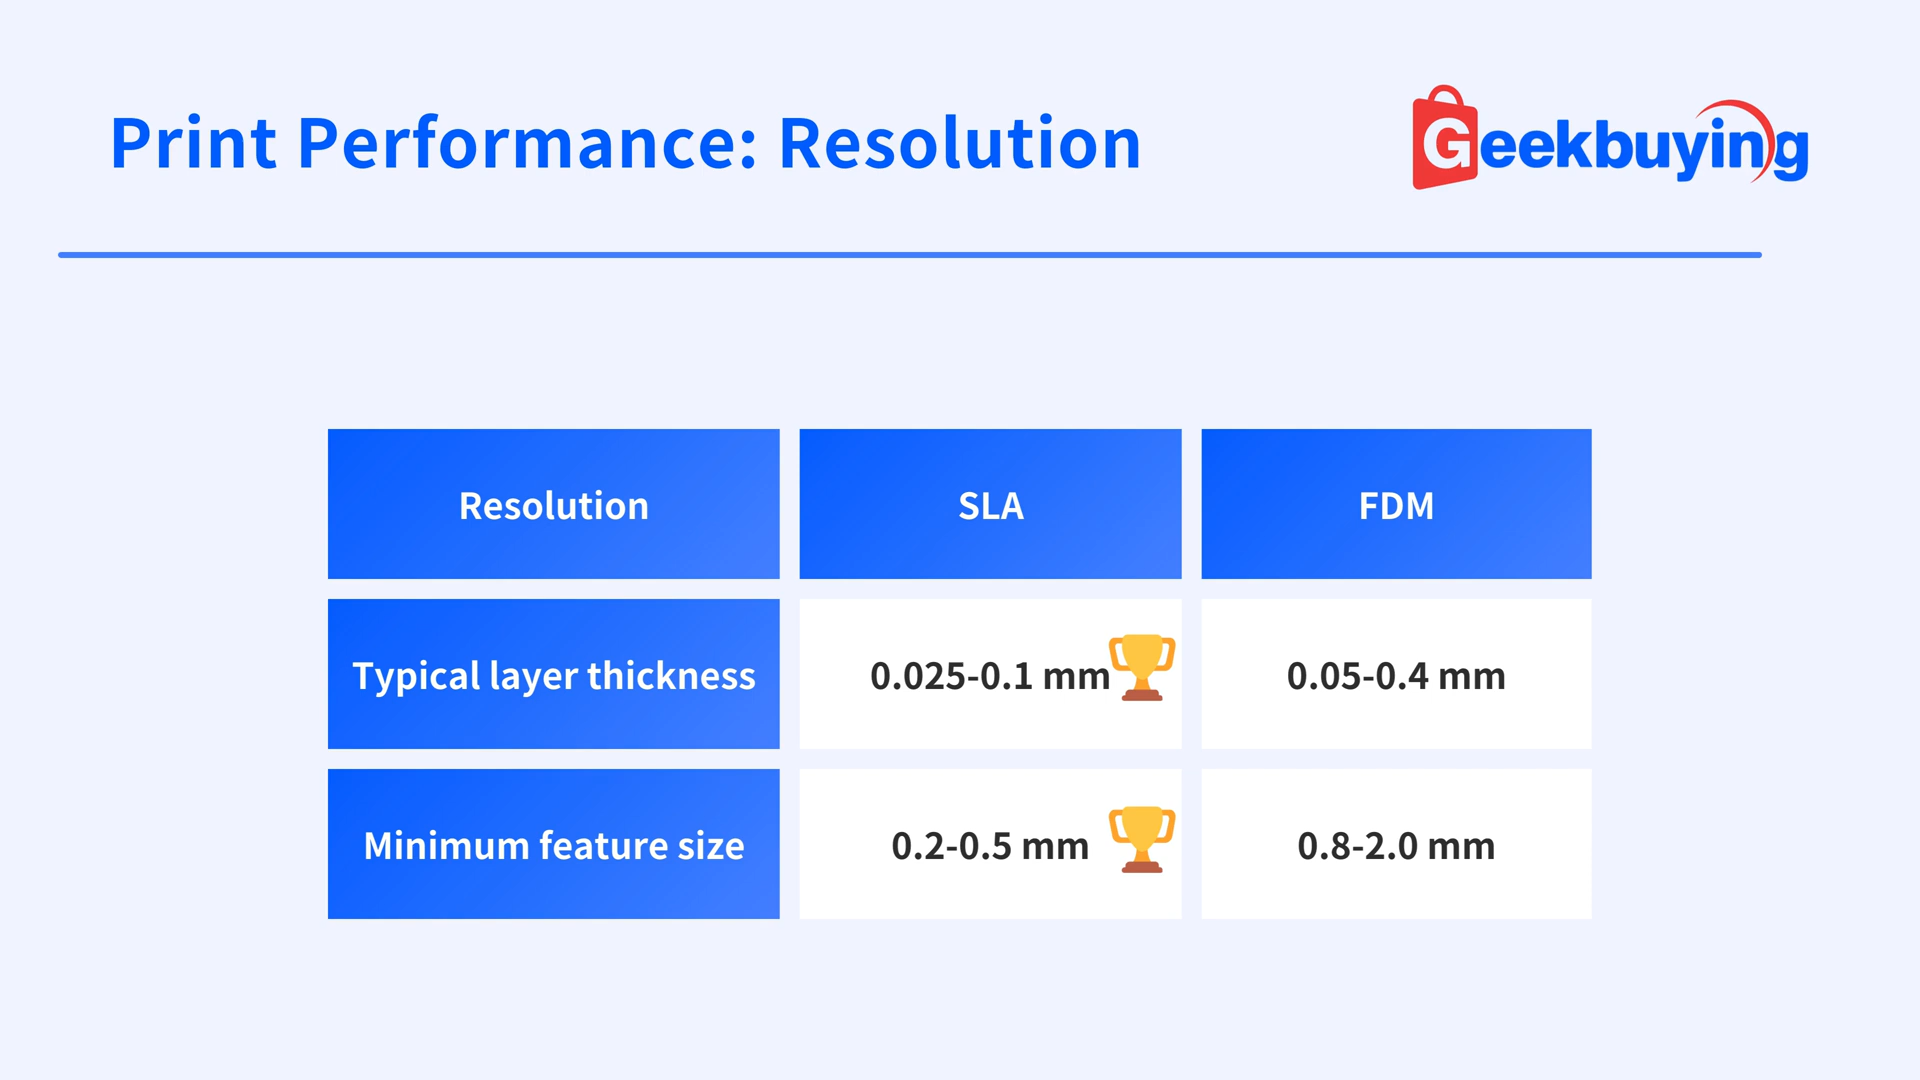 Print Performance: Resolution
Geekbuying
Resolution SLA FDM
Typical layer thickness 0.025-0.1 mm 0.05-0.4 mm
Minimum feature size 0.2-0.5 mm 0.8-2.0 mm